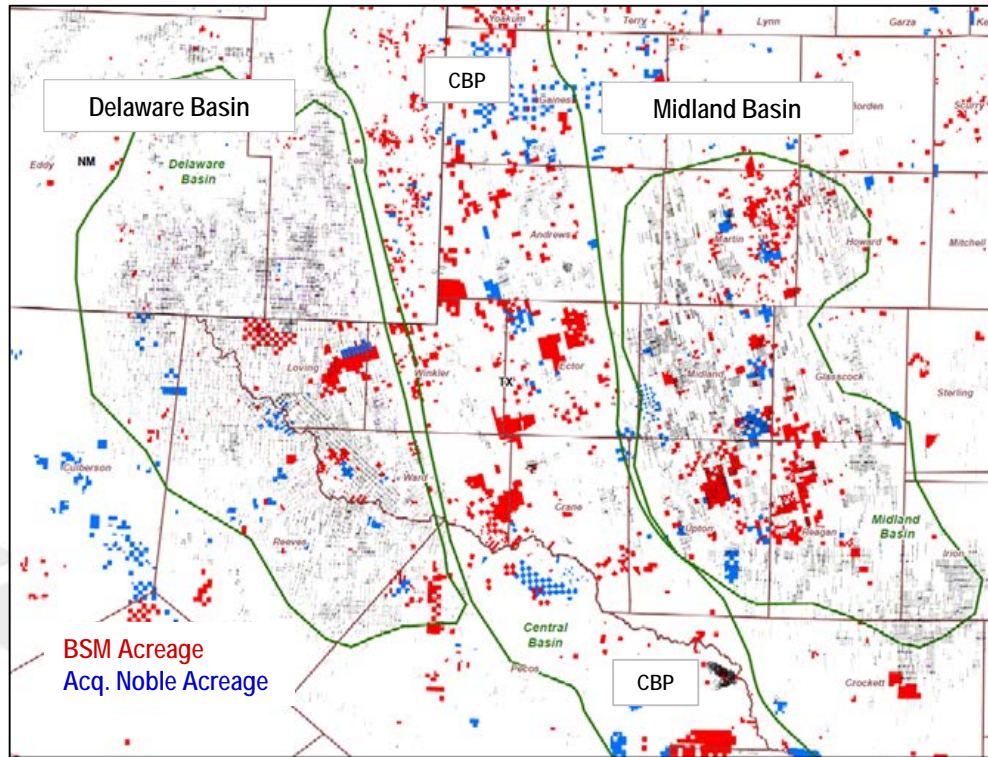 Yoakum
Terry
Lynn
Garza
Ke
CBP
Delaware Basin
Midland Basin
Gaines
Borden
Scurry
Eddy
NM
Delaware
Basin
Lea
Andrews
Martin
Howard
Mitchell
Loving
Winkler
TX
Ector
Midland
Glasscock
Sterling
Culberson
Ward
Crane
Upton
Reagan
Midland
Basin
Reeves
Irion
Central
Basin
BSM Acreage
Acq. Noble Acreage
Pecos
CBP
Crockett